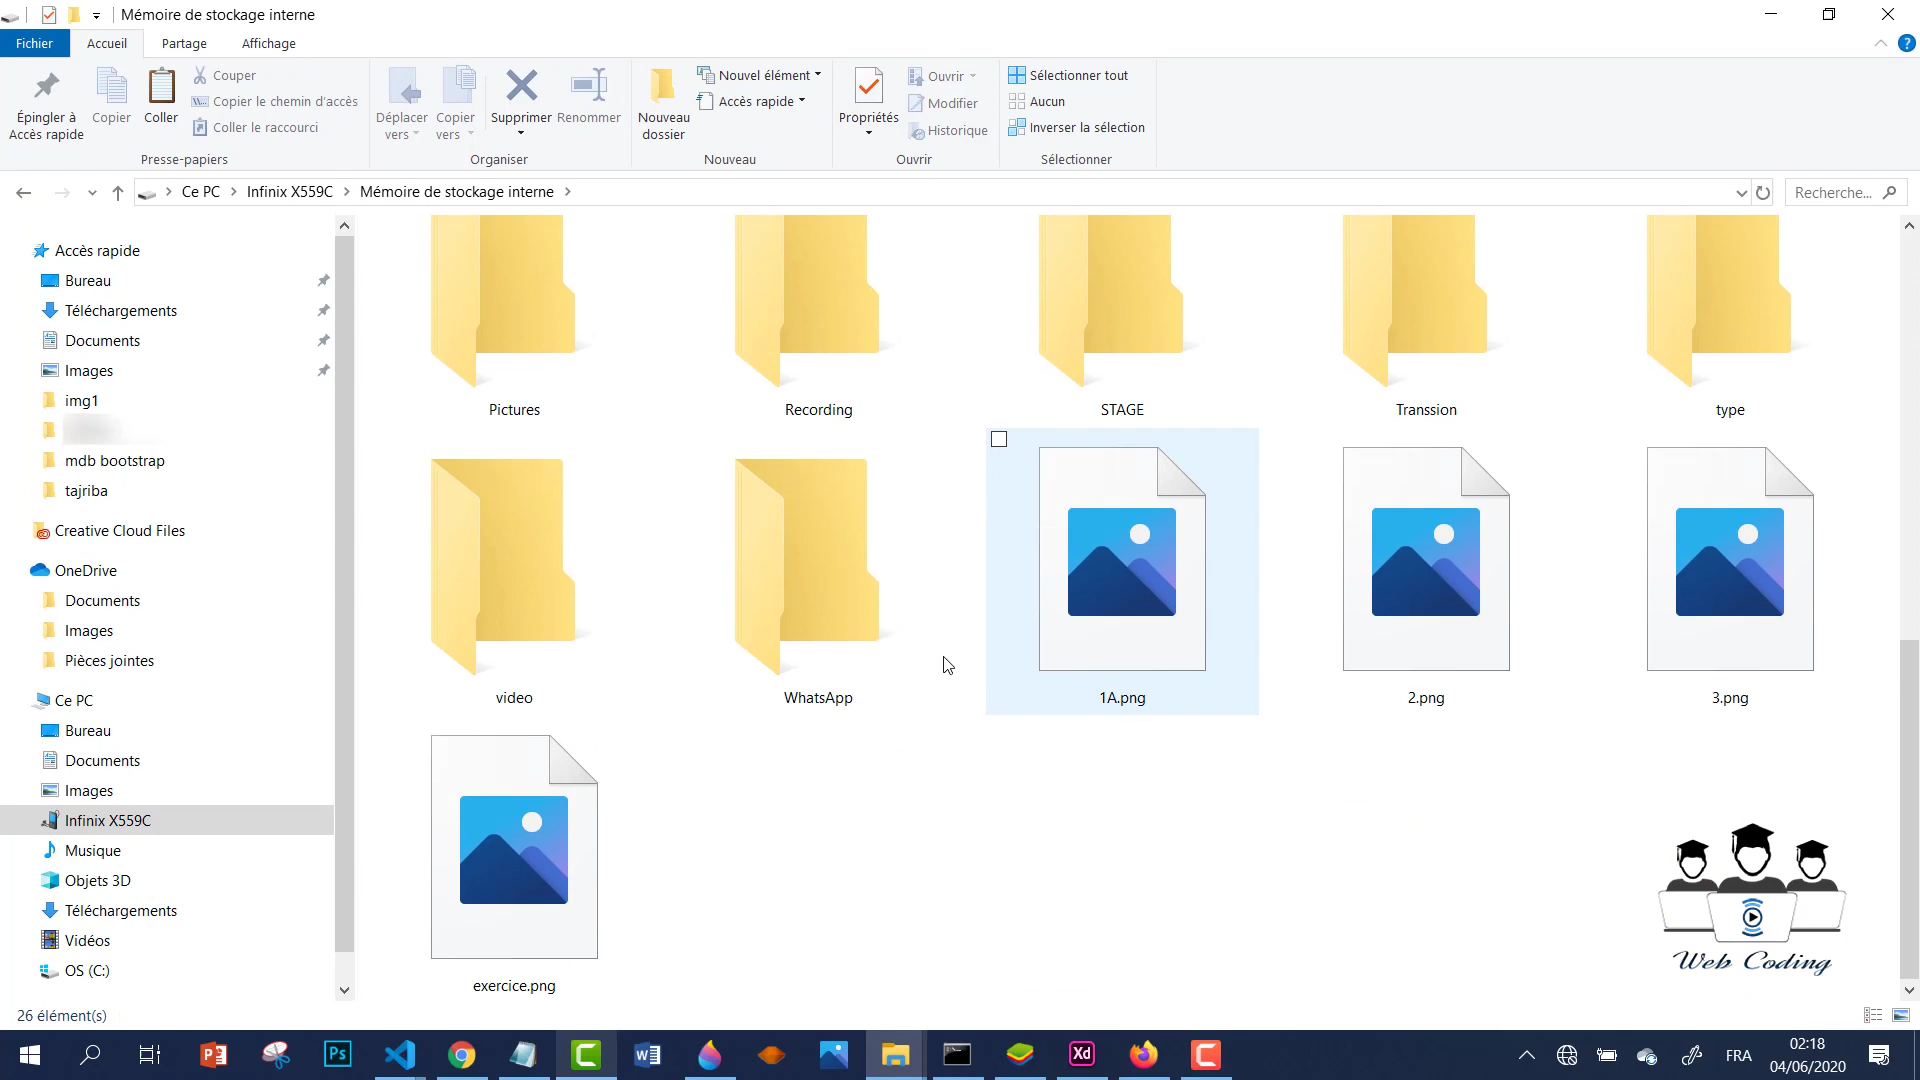 Mémoire de stockage interne
Fichier
Accueil
Partage
Affichage
Épingler à
Accès rapide
Copier
Coller
Couper
Copier le chemin d'accès
Coller le raccourci
Presse-papiers
Déplacer
vers
Copier
vers
Supprimer
Renommer
Organiser
Nouveau
dossier
Nouvel élément
Accès rapide
Nouveau
Propriétés
Ouvrir
Modifier
Historique
Ouvrir
Sélectionner tout
Aucun
Inverser la sélection
Sélectionner
Ce PC
Infinix X559C
Mémoire de stockage interne
Recherche...
Accès rapide
Bureau
Téléchargements
Documents
Images
img1
mdb bootstrap
tajriba
Creative Cloud Files
OneDrive
Documents
Images
Pièces jointes
Ce PC
Bureau
Documents
Images
Infinix X559C
Musique
Objets 3D
Téléchargements
Vidéos
OS (C:)
Pictures
Recording
STAGE
Transsion
type
video
WhatsApp
1A.png
2.png
3.png
exercice.png
Web Coding
26 élément(s)
Ps
Xd
FRA
02:18
04/06/2020